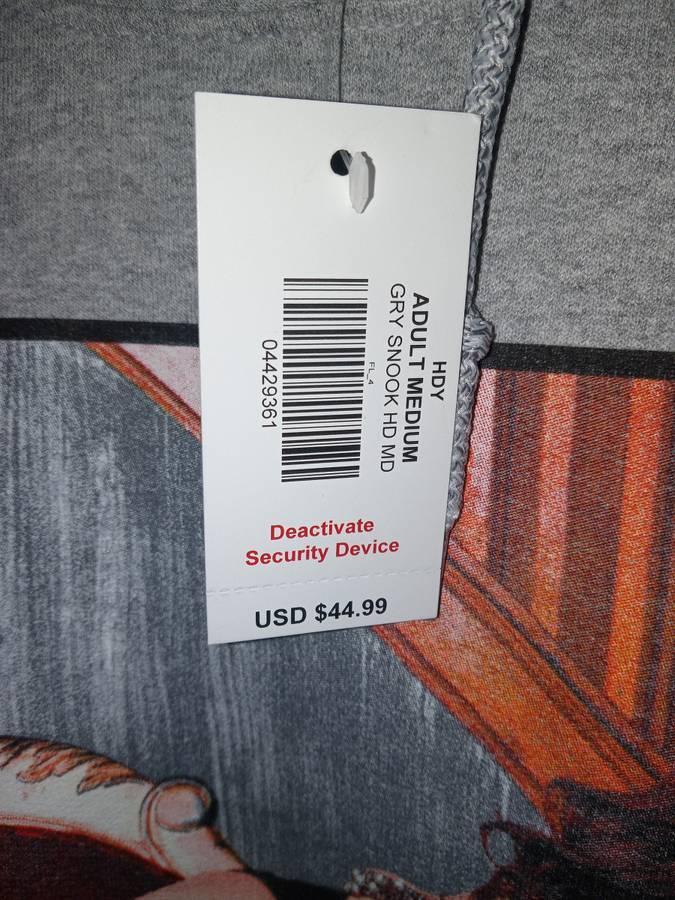 HDY
ADULT MEDIUM
GRY SNOOK HD MD
FL_4
04429361
Deactivate
Security Device
USD $44.99